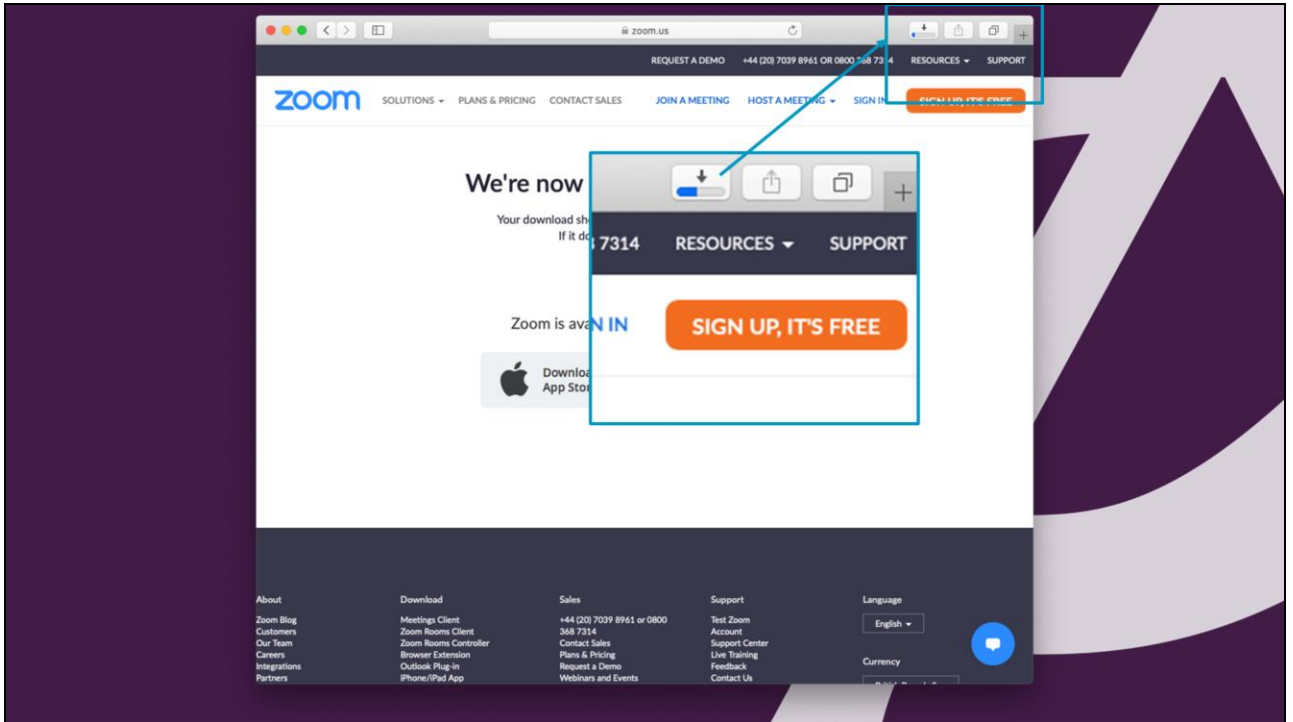 zoom.us
REQUEST A DEMO +44 (20) 7039 8961 OR 0800 368 7314 RESOURCES SUPPORT
zoom SOLUTIONS PLANS & PRICING CONTACT SALES JOIN A MEETING HOST A MEETING SIGN IN SIGN UP, IT'S FREE
We're now
Your download
If it
7314 RESOURCES SUPPORT
Zoom is
N IN SIGN UP, IT'S FREE
App
About Download Sales Support Language
Zoom Blog Meetings Client +44 (20) 7039 8961 or 0800 Test Zoom English
Customers Zoom Rooms Client 368 7314 Account
Our Team Zoom Rooms Controller Contact Sales Support Center
Careers Browser Extension Plans & Pricing Live Training Currency
Integrations Outlook Plug-in Request a Demo Feedback
Partners iPhone/iPad App Webinars and Events Contact Us